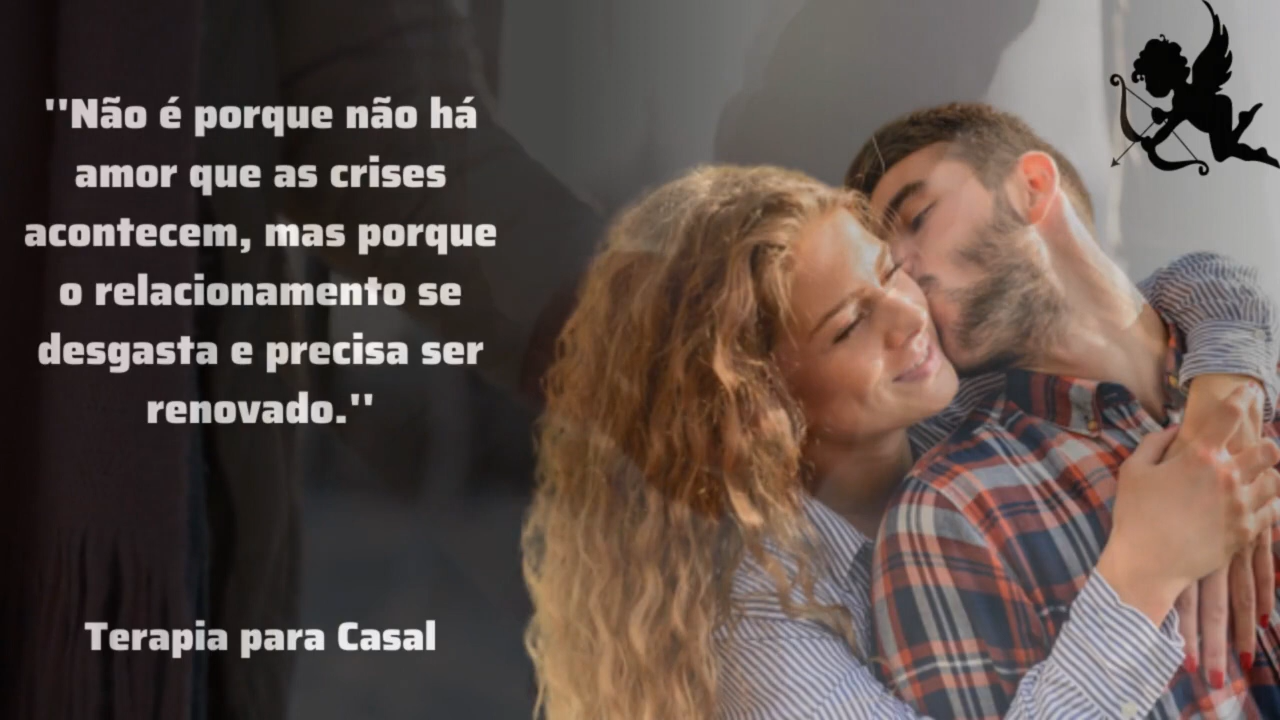 ''Não é porque não há
amor que as crises
acontecem, mas porque
o relacionamento se
desgasta e precisa ser
renovado.''
Terapia para Casal